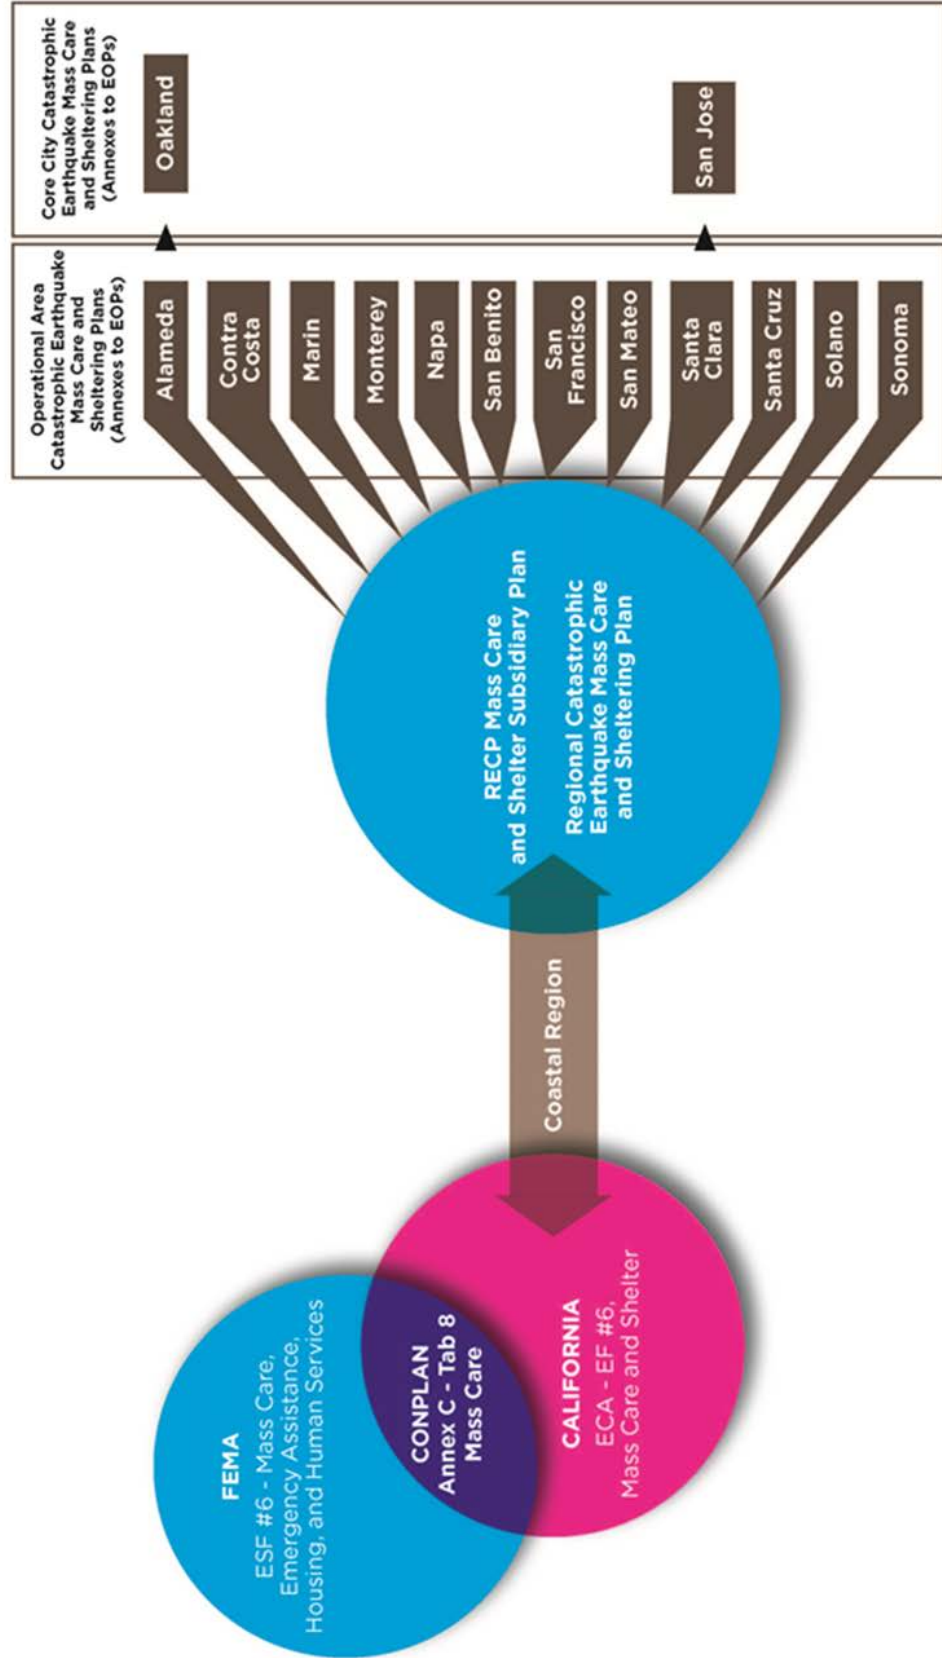 FEMA
ESF #6 - Mass Care,
Emergency Assistance,
Housing, and Human Services
CONPLAN
Annex C - Tab 8
Mass Care
CALIFORNIA
ECA - EF #6,
Mass Care and Shelter
Coastal Region
RECP Mass Care
and Shelter Subsidiary Plan
Regional Catastrophic
Earthquake Mass Care
and Sheltering Plan
Operational Area
Catastrophic Earthquake
Mass Care and
Sheltering Plans
(Annexes to EOPs)
Alameda
Contra
Costa
Marin
Monterey
Napa
San Benito
San
Francisco
San Mateo
Santa
Clara
Santa Cruz
Solano
Sonoma
Core City Catastrophic
Earthquake Mass Care
and Sheltering Plans
(Annexes to EOPs)
Oakland
San Jose